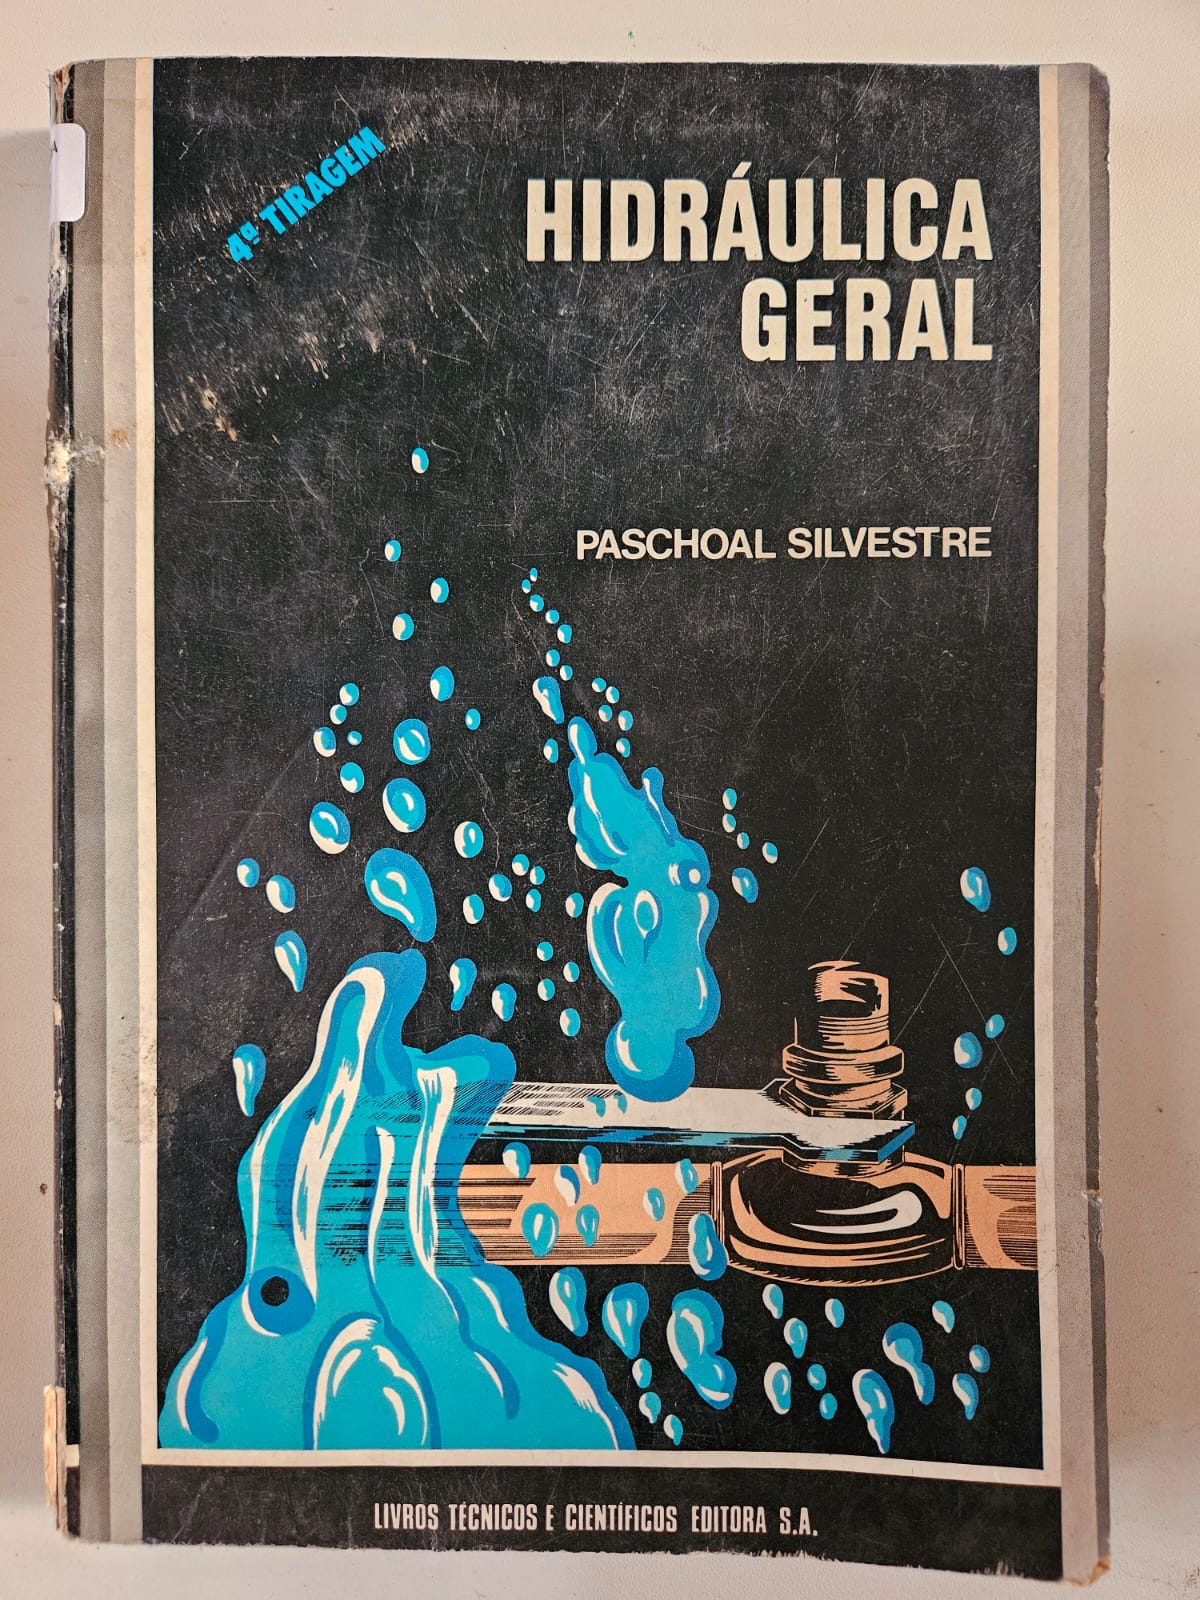 4ª TIRAGEM
HIDRÁULICA
GERAL
PASCHOAL SILVESTRE
LIVROS TÉCNICOS E CIENTÍFICOS EDITORA S.A.